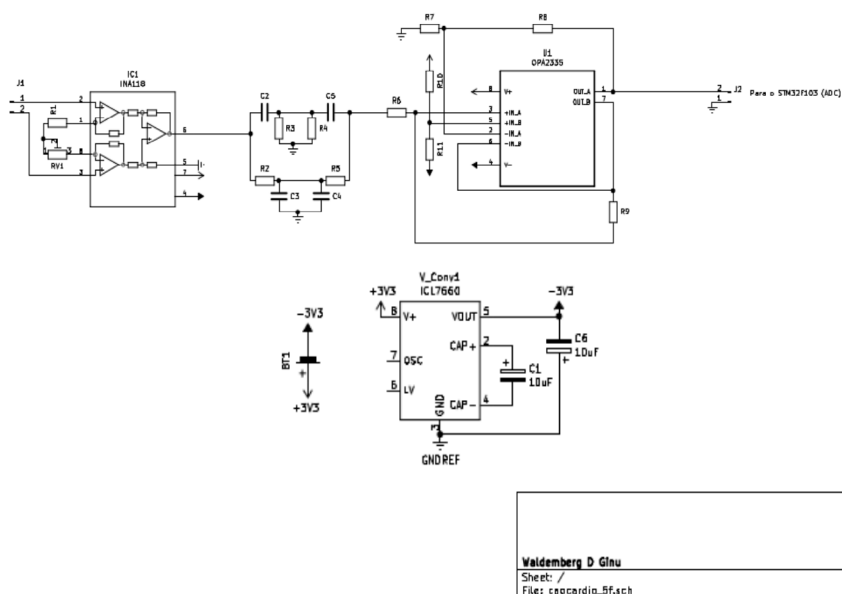 J1
1
2
IC1
INA118
2
1
8
3
6
5
7
4
R1
RV1
1
3
C2
C5
R3
R4
R2
R5
C3
C4
R6
R7
R8
R10
R11
U1
OPA2335
8 V+
3 +IN_A
5 +IN_B
2 -IN_A
6 -IN_B
4 V-
OUT_A 1
OUT_B 7
R9
2 J2
1
Para o STM32F103 (ADC)
-3V3
BT1
+
+3V3
V_Conv1
ICL7660
+3V3
8 V+
7 OSC
6 LV
VOUT 5
CAP+ 2
CAP- 4
GND
3
GNDREF
+
C1
10uF
-3V3
C6
10uF
+
Waldemberg D Ginu
Sheet: /
File: capcardio_5f.sch